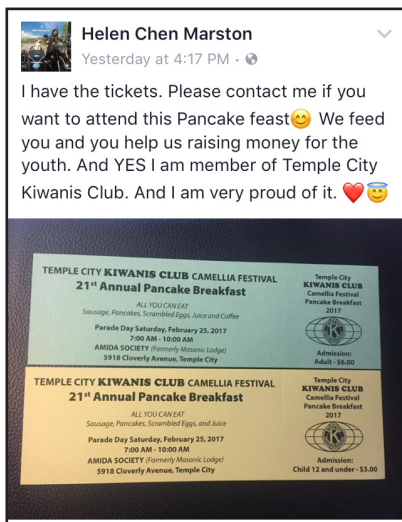 Helen Chen Marston
Yesterday at 4:17 PM ·
I have the tickets. Please contact me if you
want to attend this Pancake feast😊 We feed
you and you help us raising money for the
youth. And YES I am member of Temple City
Kiwanis Club. And I am very proud of it. ❤️😇
TEMPLE CITY KIWANIS CLUB CAMELLIA FESTIVAL
21st Annual Pancake Breakfast
ALL YOU CAN EAT
Sausage, Pancakes, Scrambled Eggs, Juice and Coffee
Parade Day Saturday, February 25, 2017
7:00 AM - 10:00 AM
AMIDA SOCIETY (Formerly Masonic Lodge)
5918 Cloverly Avenue, Temple City
Temple City
KIWANIS CLUB
Camellia Festival
Pancake Breakfast
2017
K
Admission:
Adult - $6.00
TEMPLE CITY KIWANIS CLUB CAMELLIA FESTIVAL
21st Annual Pancake Breakfast
ALL YOU CAN EAT
Sausage, Pancakes, Scrambled Eggs, and Juice
Parade Day Saturday, February 25, 2017
7:00 AM - 10:00 AM
AMIDA SOCIETY (Formerly Masonic Lodge)
5918 Cloverly Avenue, Temple City
Temple City
KIWANIS CLUB
Camellia Festival
Pancake Breakfast
2017
K
Admission:
Child 12 and under - $3.00